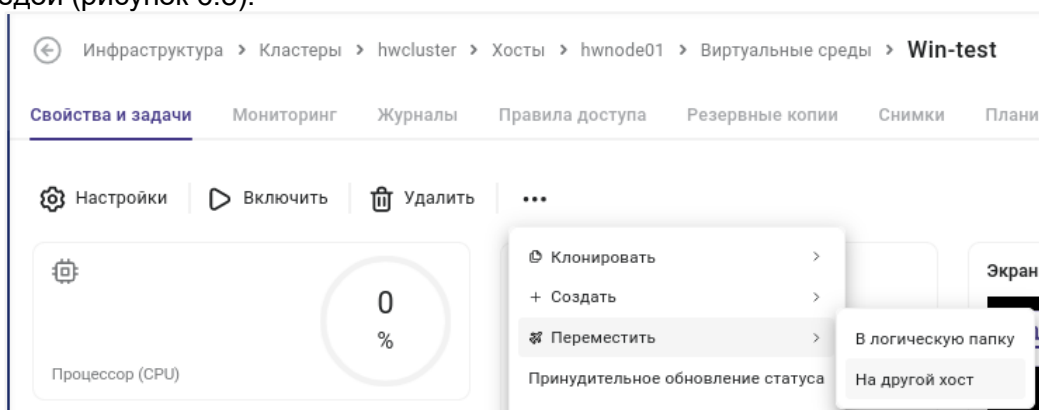 Инфраструктура > Кластеры > hwcluster > Хосты > hwnode01 > Виртуальные среды > Win-test
Свойства и задачи Мониторинг Журналы Правила доступа Резервные копии Снимки Плани
Настройки Включить Удалить •••
Клонировать >
Экран
+ Создать >
0
%
Переместить >
В логическую папку
Процессор (CPU)
Принудительное обновление статуса
На другой хост